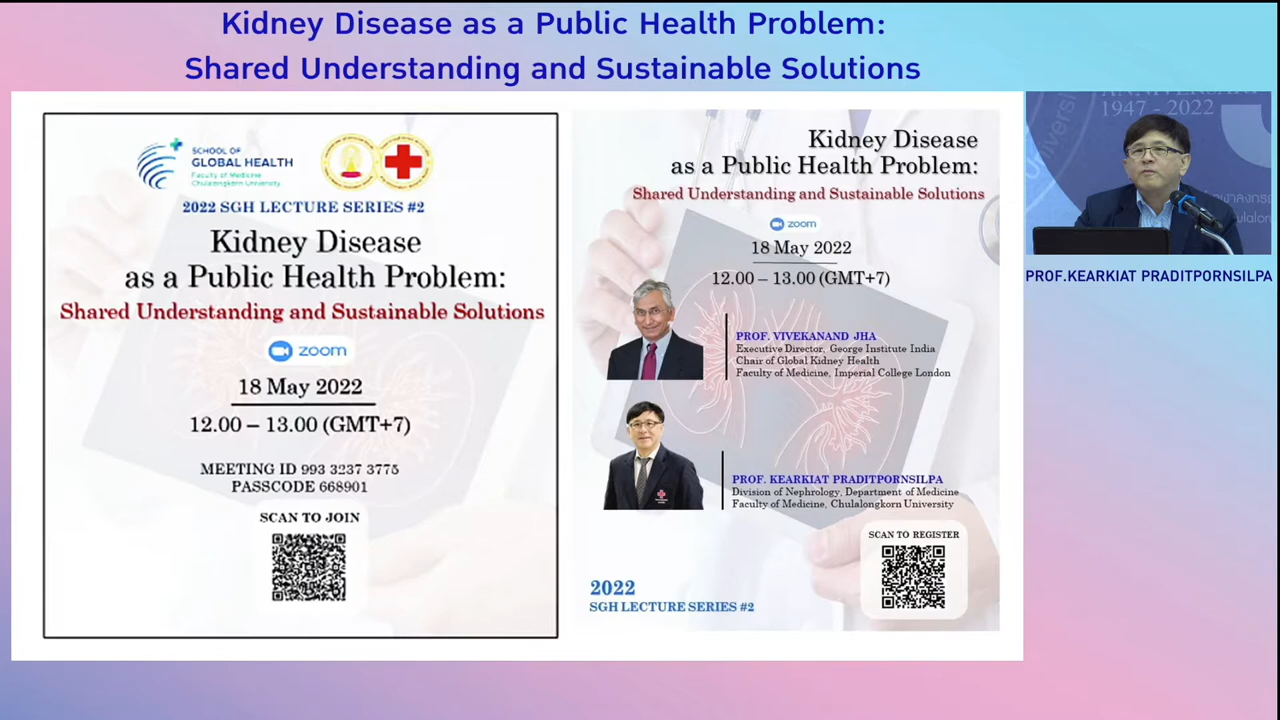 Kidney Disease as a Public Health Problem:
Shared Understanding and Sustainable Solutions
SCHOOL OF
GLOBAL HEALTH
Faculty of Medicine
Chulalongkorn University
2022 SGH LECTURE SERIES #2
Kidney Disease
as a Public Health Problem:
Shared Understanding and Sustainable Solutions
zoom
18 May 2022
12.00 – 13.00 (GMT+7)
MEETING ID 993 3237 3775
PASSCODE 668901
SCAN TO JOIN
Kidney Disease
as a Public Health Problem:
Shared Understanding and Sustainable Solutions
zoom
18 May 2022
12.00 – 13.00 (GMT+7)
PROF. VIVEKANAND JHA
Executive Director, George Institute India
Chair of Global Kidney Health
Faculty of Medicine, Imperial College London
PROF. KEARKIAT PRADITPORNSILPA
Division of Nephrology, Department of Medicine
Faculty of Medicine, Chulalongkorn University
SCAN TO REGISTER
2022
SGH LECTURE SERIES #2
1947 - 2022
PROF.KEARKIAT PRADITPORNSILPA